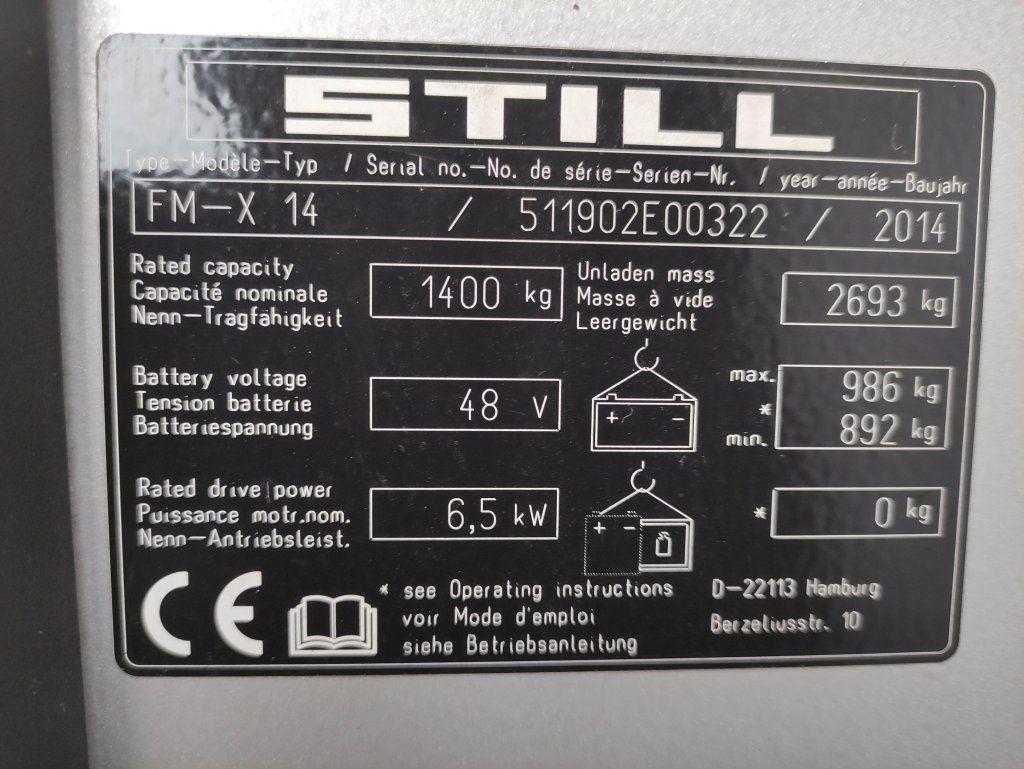 STILL
Type-Modèle-Typ / Serial no.-No. de série-Serien-Nr. / year-année-Baujahr
FM-X 14 / 511902E00322 / 2014
Rated capacity
Capacité nominale
Nenn-Tragfähigkeit
1400 kg
Unladen mass
Masse à vide
Leergewicht
2693 kg
Battery voltage
Tension batterie
Batteriespannung
48 V
+ -
max. 986 kg
*
min. 892 kg
Rated drive power
Puissance motr.nom.
Nenn-Antriebsleist.
6,5 kW
+ -
* 0 kg
CE
* see Operating instructions
voir Mode d'emploi
siehe Betriebsanleitung
D-22113 Hamburg
Berzeliusstr. 10